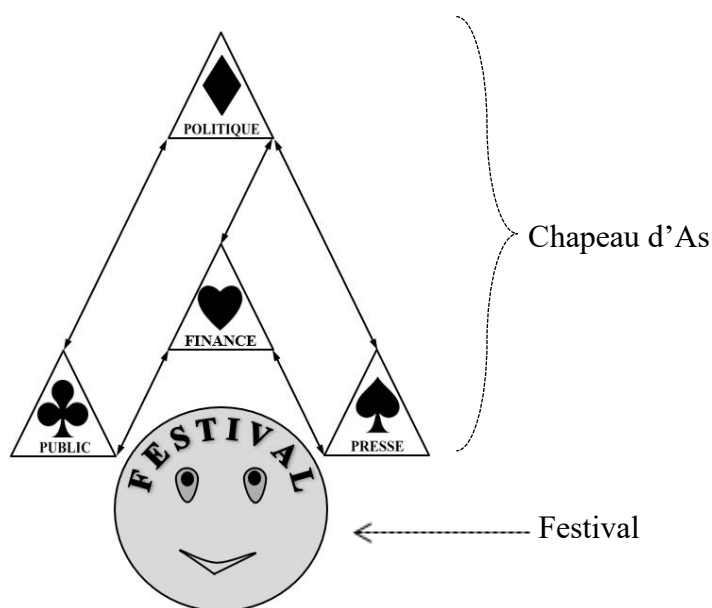 POLITIQUE
Chapeau d’As
FINANCE
PUBLIC
PRESSE
FESTIVAL
Festival